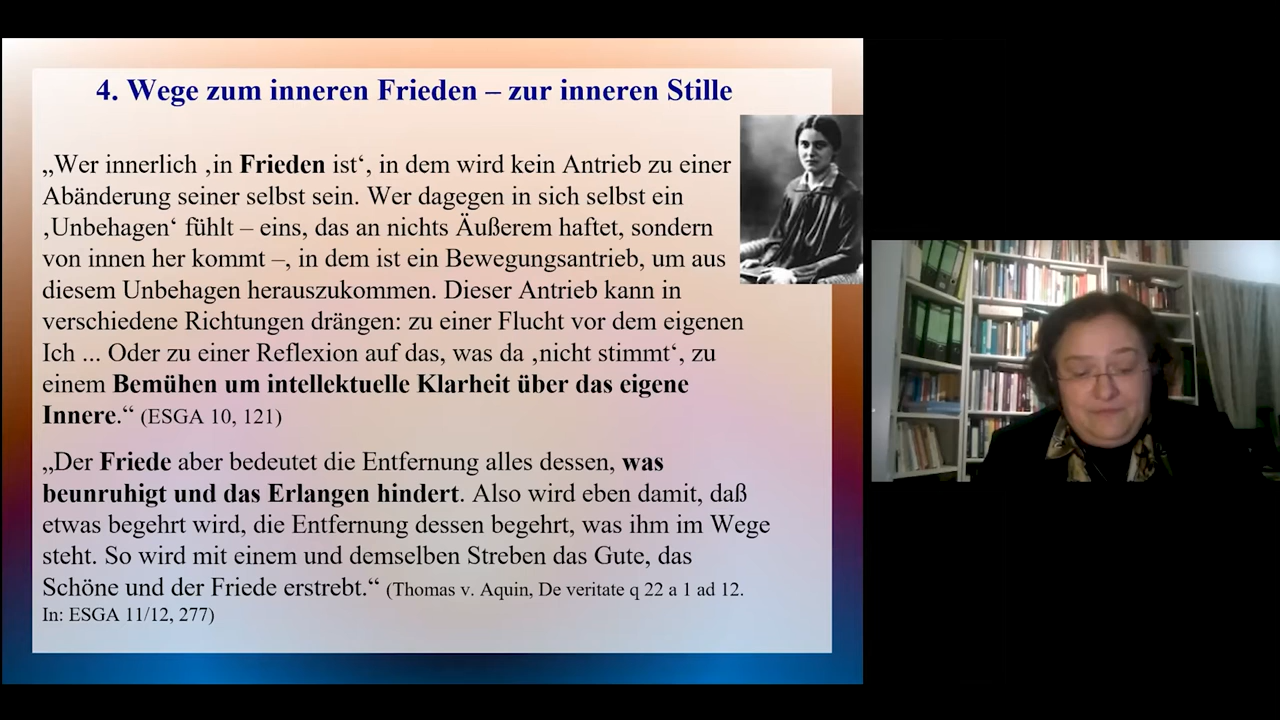 4. Wege zum inneren Frieden – zur inneren Stille
„Wer innerlich ‚in Frieden ist‘, in dem wird kein Antrieb zu einer
Abänderung seiner selbst sein. Wer dagegen in sich selbst ein
‚Unbehagen‘ fühlt – eins, das an nichts Äußerem haftet, sondern
von innen her kommt –, in dem ist ein Bewegungsantrieb, um aus
diesem Unbehagen herauszukommen. Dieser Antrieb kann in
verschiedene Richtungen drängen: zu einer Flucht vor dem eigenen
Ich ... Oder zu einer Reflexion auf das, was da ‚nicht stimmt‘, zu
einem Bemühen um intellektuelle Klarheit über das eigene
Innere.“ (ESGA 10, 121)
„Der Friede aber bedeutet die Entfernung alles dessen, was
beunruhigt und das Erlangen hindert. Also wird eben damit, daß
etwas begehrt wird, die Entfernung dessen begehrt, was ihm im Wege
steht. So wird mit einem und demselben Streben das Gute, das
Schöne und der Friede erstrebt.“ (Thomas v. Aquin, De veritate q 22 a 1 ad 12.
In: ESGA 11/12, 277)